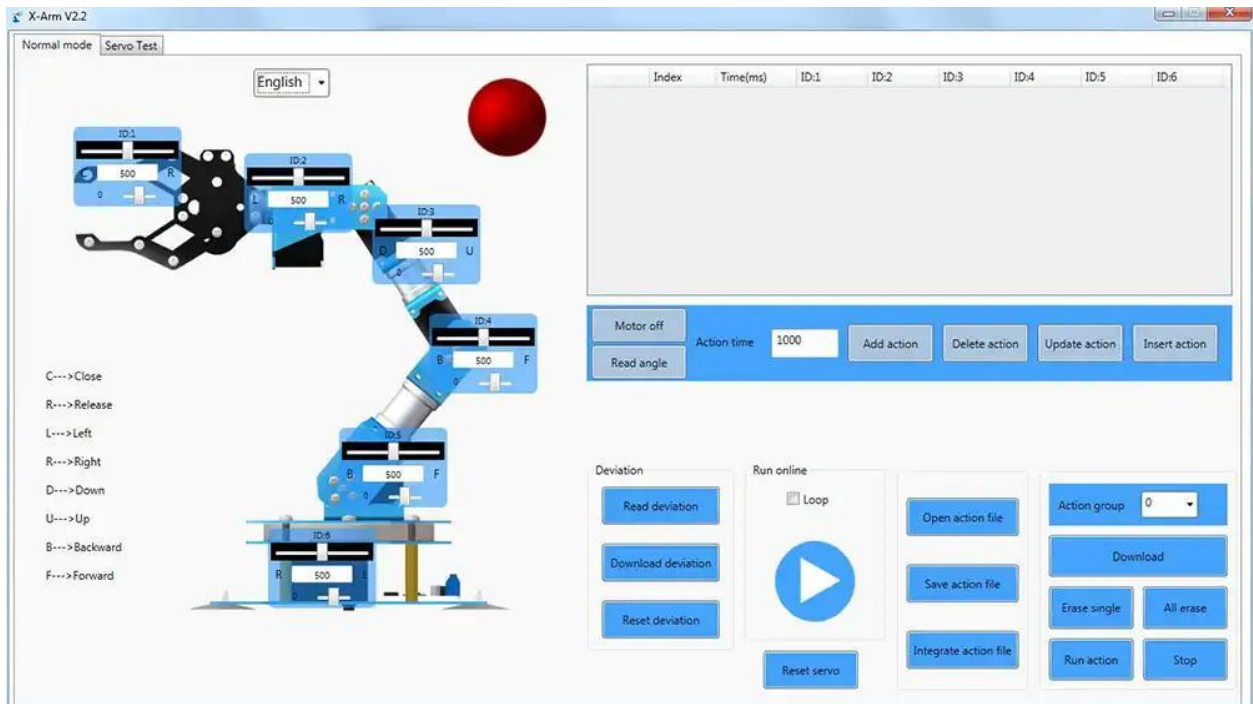 X-Arm V2.2
Normal mode Servo Test
English
Index Time(ms) ID:1 ID:2 ID:3 ID:4 ID:5 ID:6
ID:1
500 R
0
ID:2
L 500 R
0
ID:3
D 500 U
0
ID:4
B 500 F
0
ID:5
B 500 F
0
ID:6
R 500 L
0
C--->Close
R--->Release
L--->Left
R--->Right
D--->Down
U--->Up
B--->Backward
F--->Forward
Motor off
Read angle
Action time 1000 Add action Delete action Update action Insert action
Deviation
Read deviation
Download deviation
Reset deviation
Run online
Loop
Reset servo
Open action file
Save action file
Integrate action file
Action group 0
Download
Erase single All erase
Run action Stop